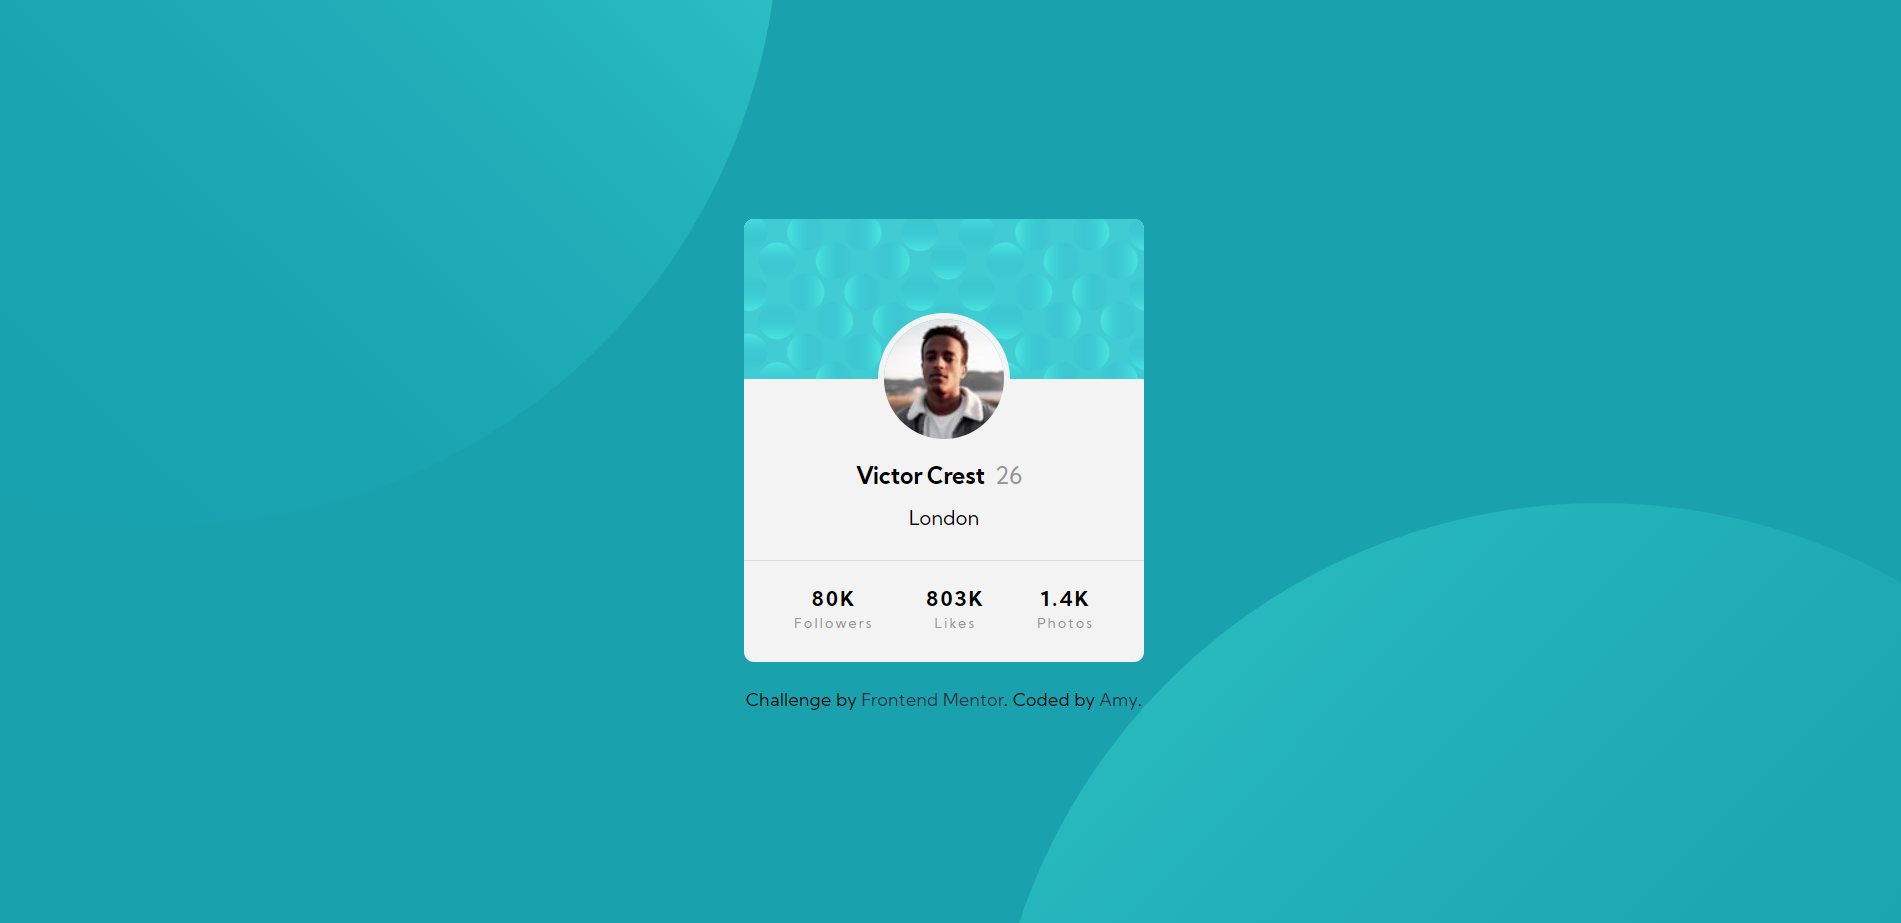 Victor Crest 26
London
80K 803K 1.4K
Followers Likes Photos
Challenge by Frontend Mentor. Coded by Amy.